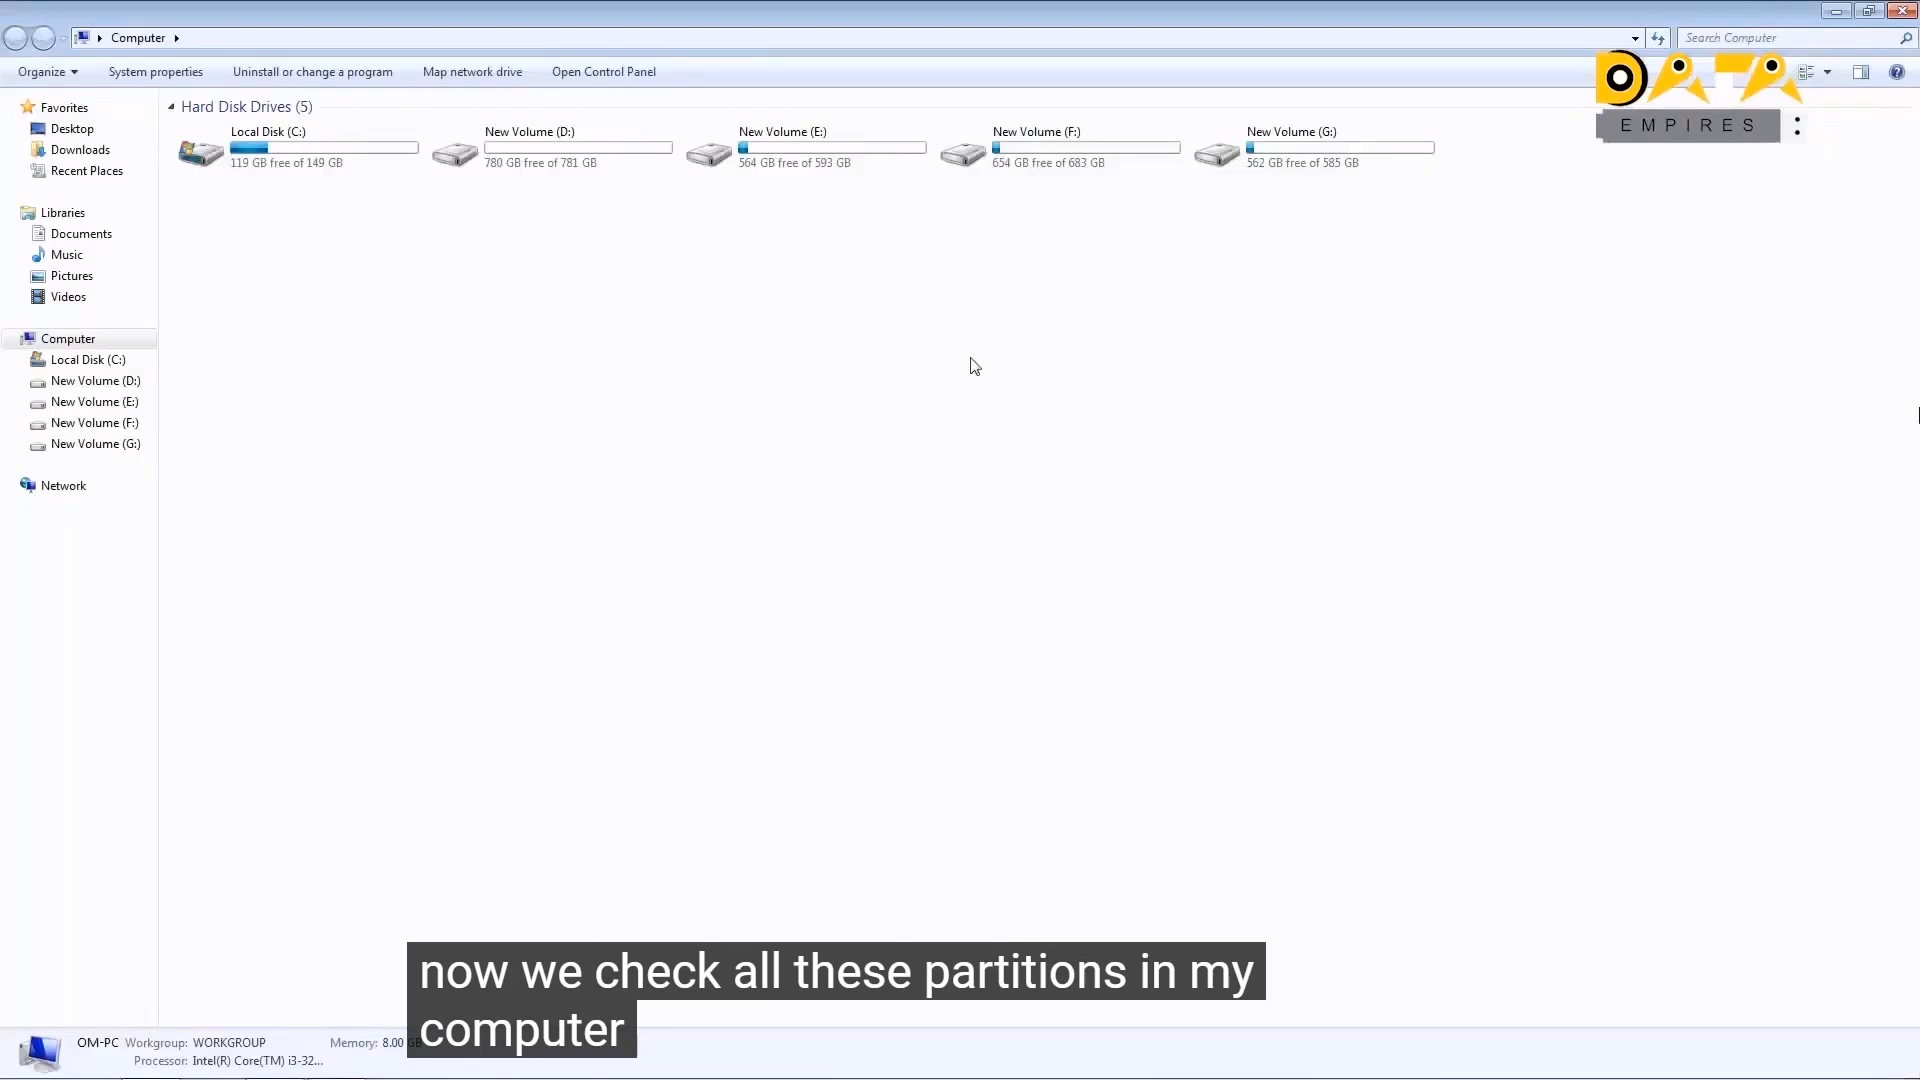 Computer
Search Computer
Organize
System properties
Uninstall or change a program
Map network drive
Open Control Panel
DATA
EMPIRES :
Favorites
Desktop
Downloads
Recent Places
Libraries
Documents
Music
Pictures
Videos
Computer
Local Disk (C:)
New Volume (D:)
New Volume (E:)
New Volume (F:)
New Volume (G:)
Network
Hard Disk Drives (5)
Local Disk (C:)
119 GB free of 149 GB
New Volume (D:)
780 GB free of 781 GB
New Volume (E:)
564 GB free of 593 GB
New Volume (F:)
654 GB free of 683 GB
New Volume (G:)
562 GB free of 585 GB
now we check all these partitions in my
computer
OM-PC Workgroup: WORKGROUP Memory: 8.00 GB
Processor: Intel(R) Core(TM) i3-32...